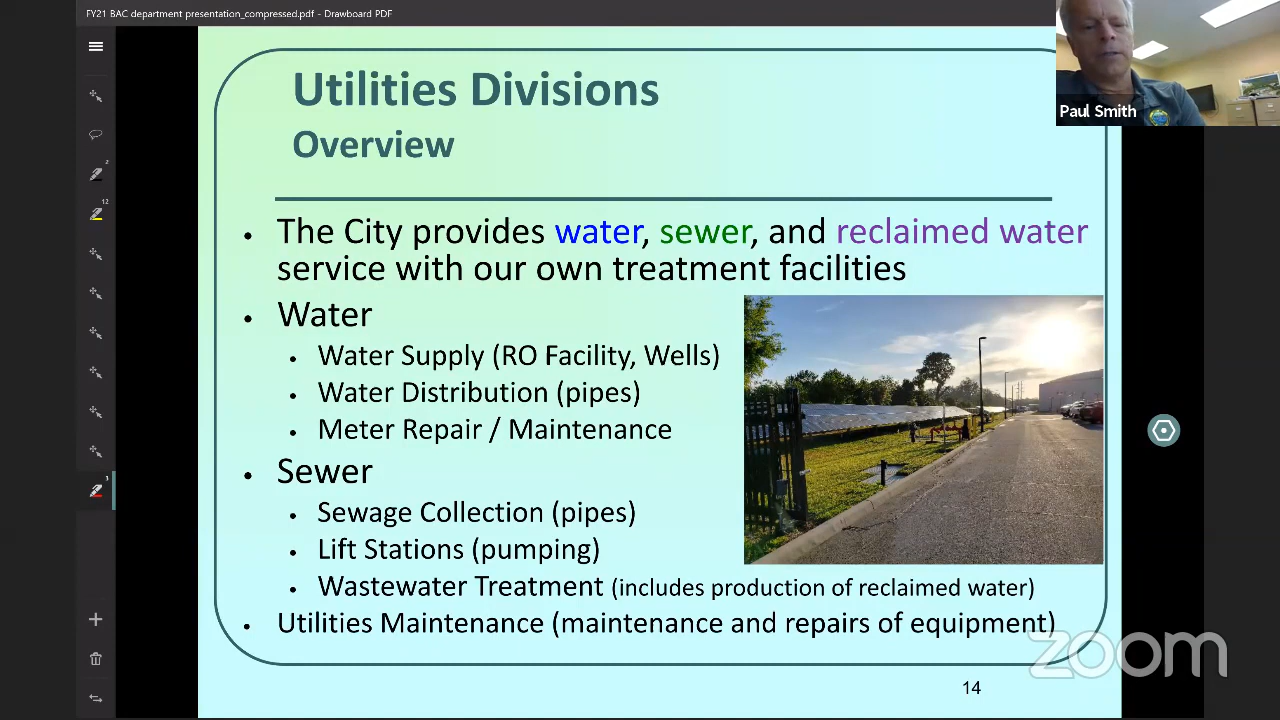 FY21 BAC department presentation_compressed.pdf - Drawboard PDF
Paul Smith
Utilities Divisions
Overview
• The City provides water, sewer, and reclaimed water
service with our own treatment facilities
• Water
• Water Supply (RO Facility, Wells)
• Water Distribution (pipes)
• Meter Repair / Maintenance
• Sewer
• Sewage Collection (pipes)
• Lift Stations (pumping)
• Wastewater Treatment (includes production of reclaimed water)
• Utilities Maintenance (maintenance and repairs of equipment)
14
zoom
2
12
3